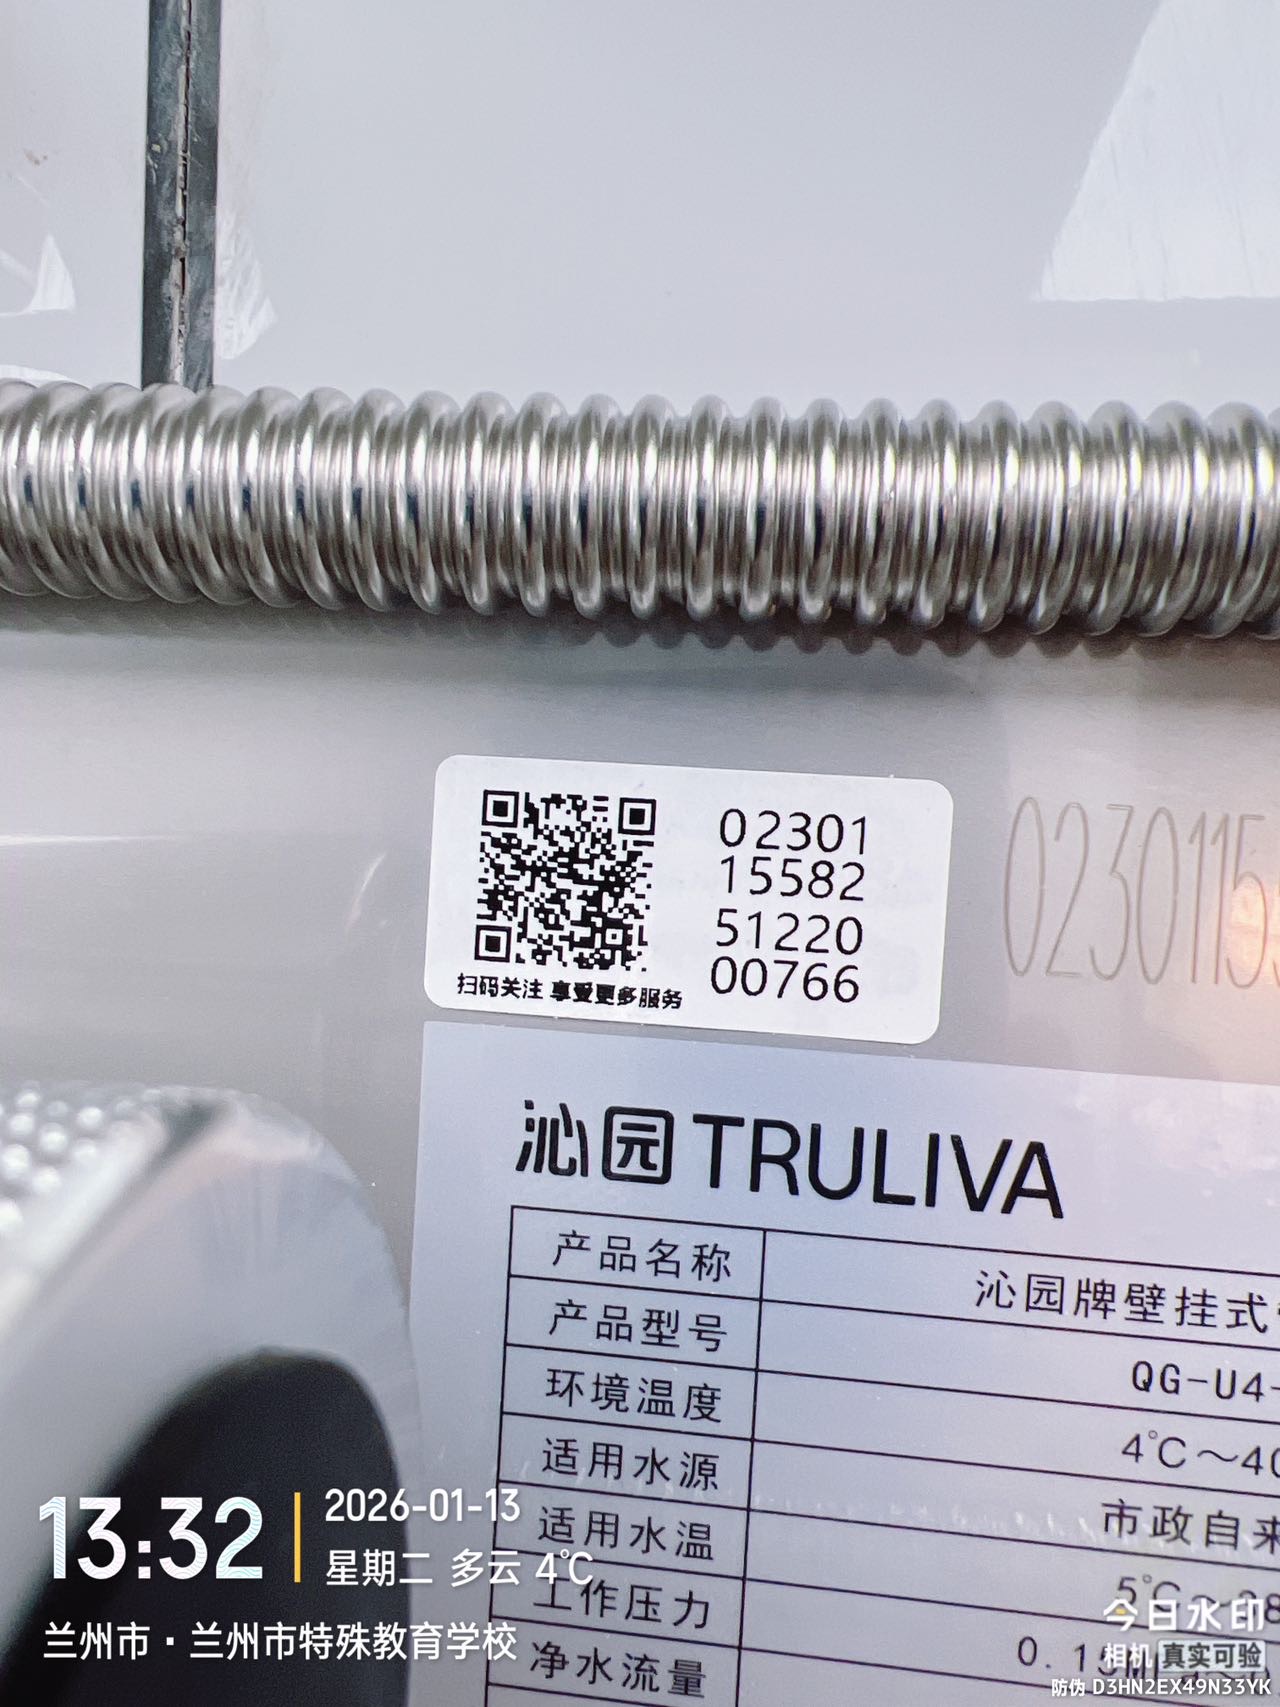 02301
15582
51220
00766
扫码关注 享受更多服务
0230115
沁园 TRULIVA
产品名称 沁园牌壁挂式
产品型号 QG-U4-
环境温度 4℃～40
适用水源 市政自来
适用水温 5℃～38
工作压力 0.15M
净水流量
13:32
2026-01-13
星期二 多云 4℃
兰州市·兰州市特殊教育学校
今日水印
相机 真实可验
防伪 D3HN2EX49N33YK